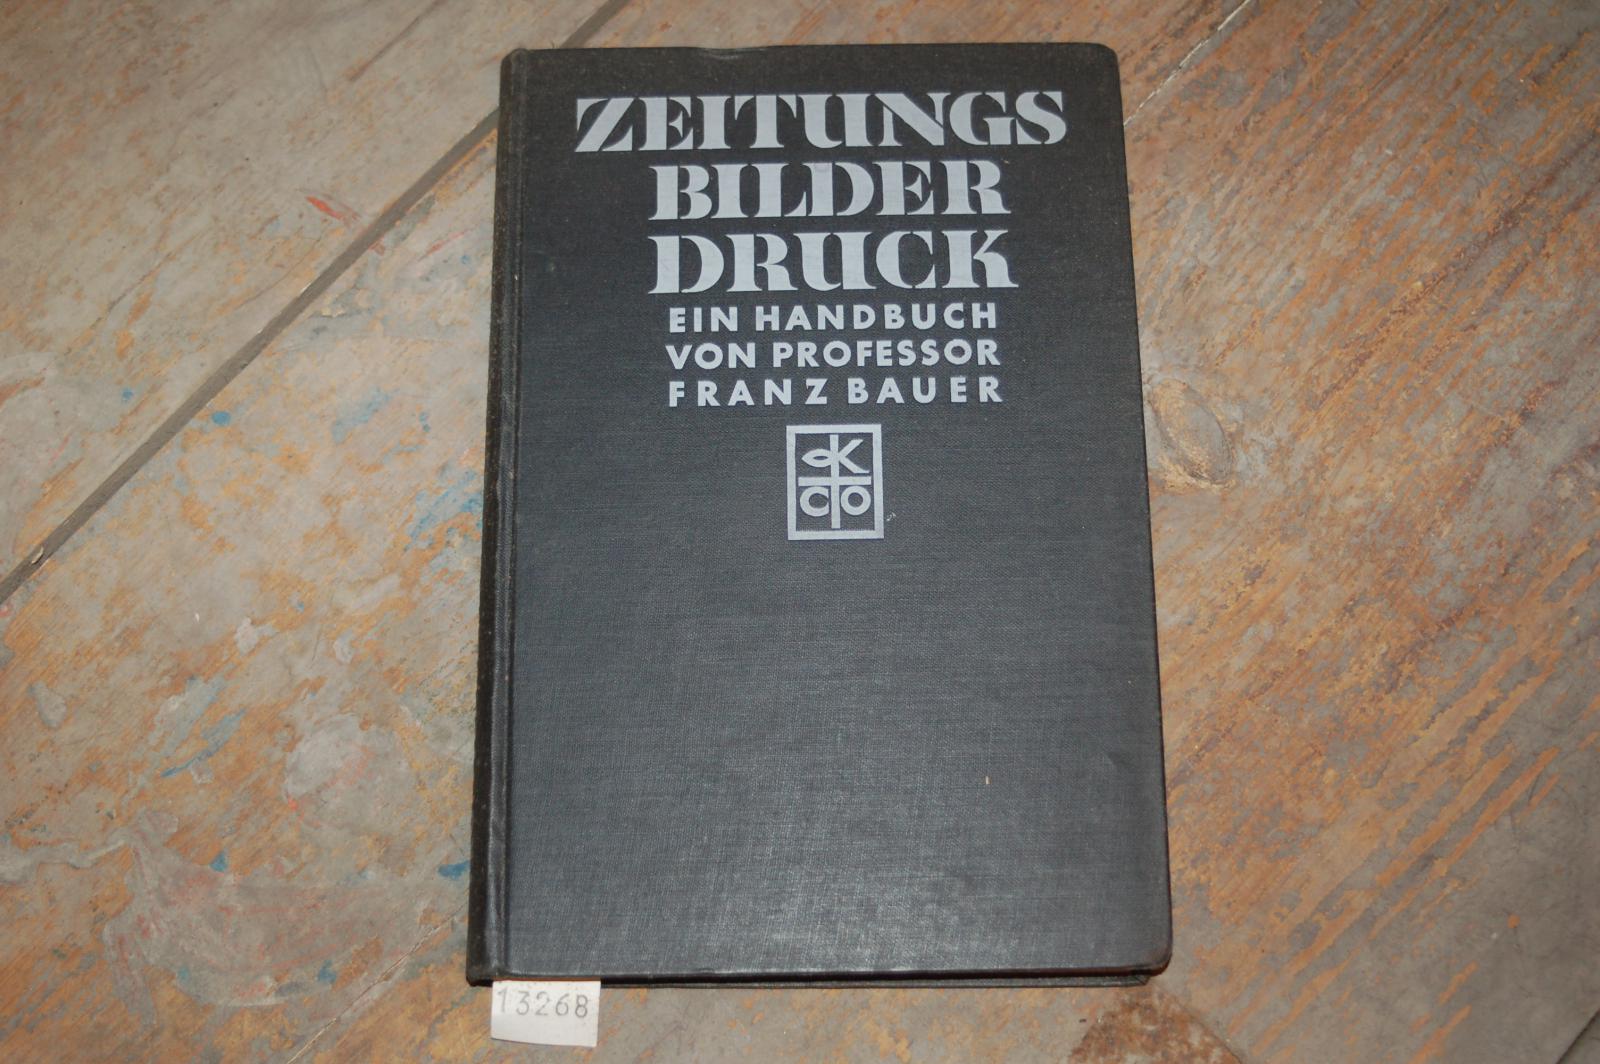 ZEITUNGS
BILDER
DRUCK
EIN HANDBUCH
VON PROFESSOR
FRANZ BAUER
13268